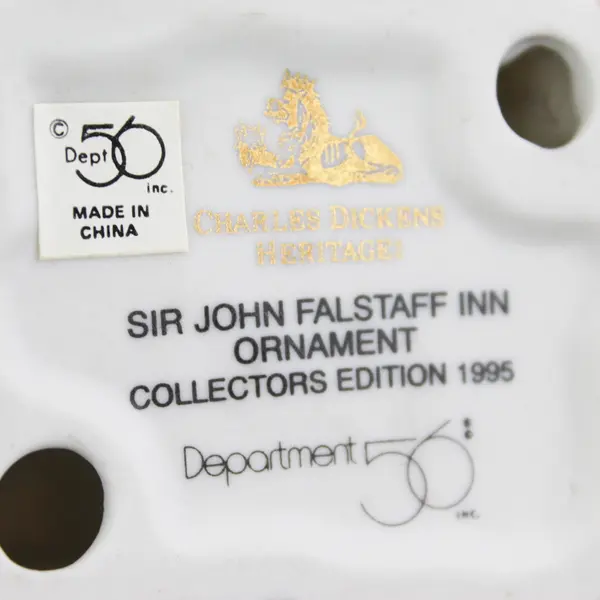 © Dept 56 inc.
MADE IN
CHINA
CHARLES DICKENS
HERITAGE
SIR JOHN FALSTAFF INN
ORNAMENT
COLLECTORS EDITION 1995
Department 56
INC.